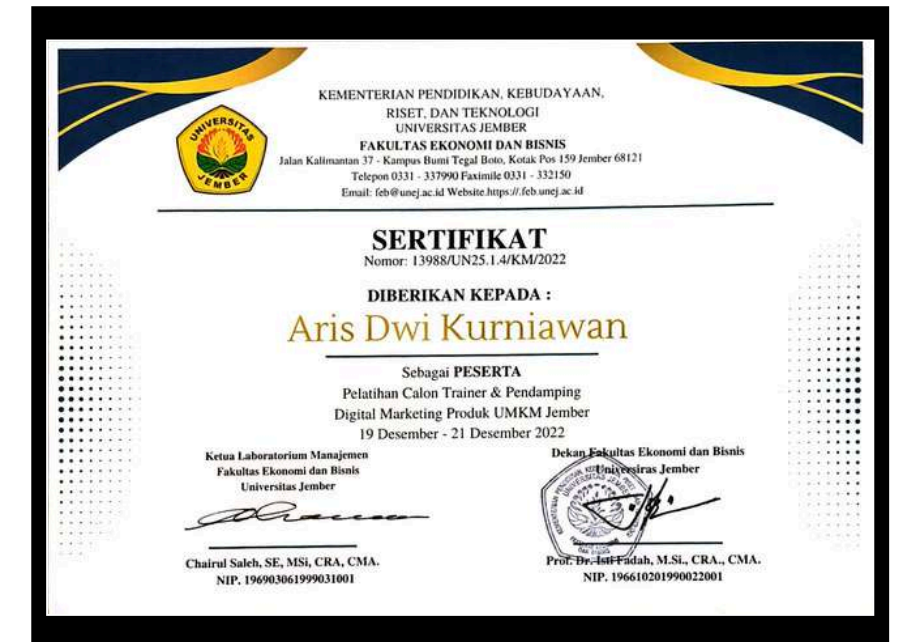 KEMENTERIAN PENDIDIKAN, KEBUDAYAAN,
RISET, DAN TEKNOLOGI
UNIVERSITAS JEMBER
FAKULTAS EKONOMI DAN BISNIS
Jalan Kalimantan 37 - Kampus Bumi Tegal Boto, Kotak Pos 159 Jember 68121
Telepon 0331 - 337990 Faximile 0331 - 332150
Email: feb@unej.ac.id Website.https://.feb.unej.ac.id
UNIVERSITAS
JEMBER
SERTIFIKAT
Nomor: 13988/UN25.1.4/KM/2022
DIBERIKAN KEPADA :
Aris Dwi Kurniawan
Sebagai PESERTA
Pelatihan Calon Trainer & Pendamping
Digital Marketing Produk UMKM Jember
19 Desember - 21 Desember 2022
Ketua Laboratorium Manajemen
Fakultas Ekonomi dan Bisnis
Universitas Jember
Chairul Saleh, SE, MSi, CRA, CMA.
NIP. 196903061999031001
Dekan Fakultas Ekonomi dan Bisnis
Universiras Jember
UNIVERSITAS JEMBER
Prof. Dr. Isti Fadah, M.Si., CRA., CMA.
NIP. 196610201990022001